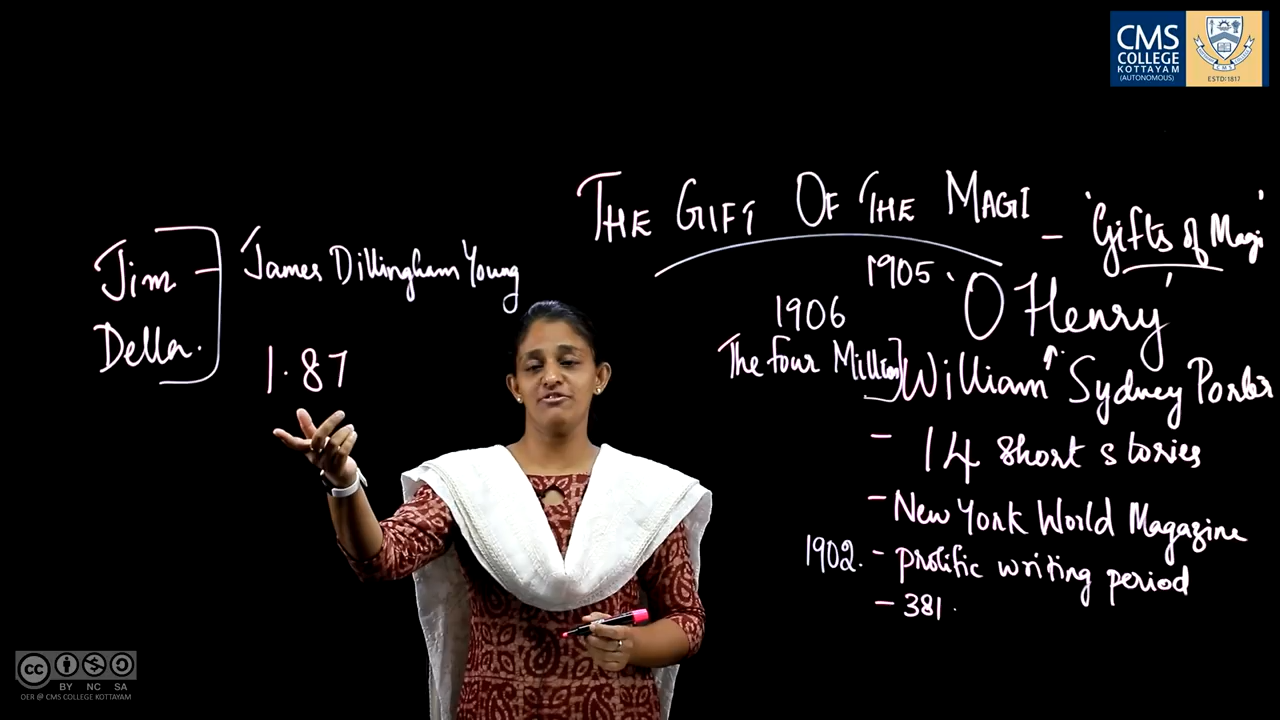 CMS
COLLEGE
KOTTAYAM
(AUTONOMOUS)
ESTD:1817
THE GIFT OF THE MAGI - 'Gifts of Magi'
1905. 'O Henry'
1906
The Four Million] William Sydney Porter
- 14 short stories
- New York World Magazine
1902. - prolific writing period
- 381.
Jim - James Dillingham Young
Della.
1.87
cc
BY NC SA
OER @ CMS COLLEGE KOTTAYAM